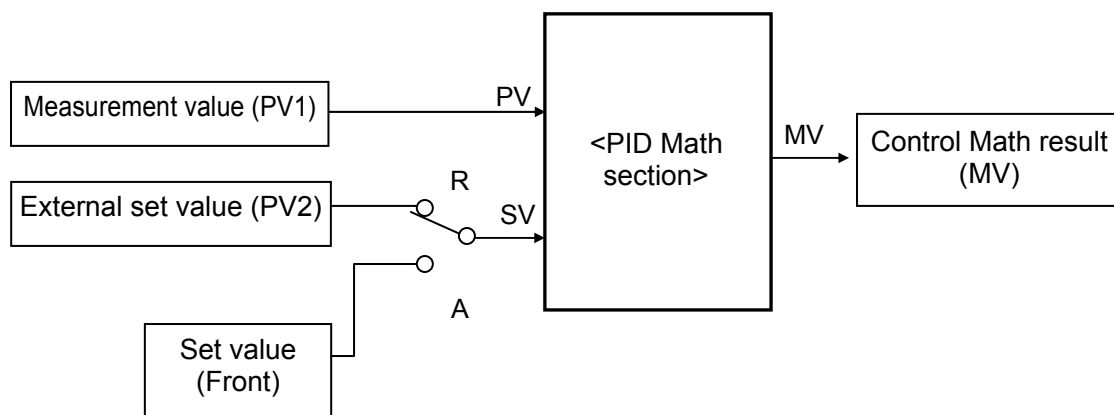 Measurement value (PV1)
PV
<PID Math
section>
MV
Control Math result
(MV)
External set value (PV2)
R
SV
A
Set value
(Front)